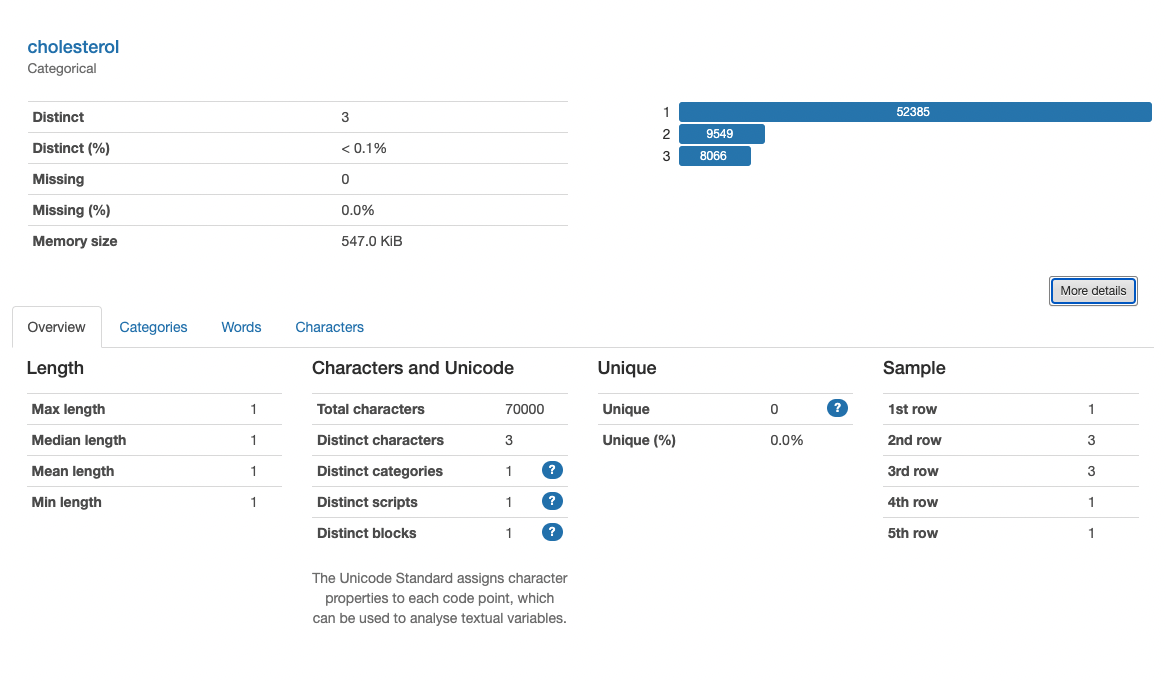 cholesterol
Categorical
Distinct 3
Distinct (%) < 0.1%
Missing 0
Missing (%) 0.0%
Memory size 547.0 KiB
1 52385
2 9549
3 8066
More details
Overview Categories Words Characters
Length
Max length 1
Median length 1
Mean length 1
Min length 1
Characters and Unicode
Total characters 70000
Distinct characters 3
Distinct categories 1 ?
Distinct scripts 1 ?
Distinct blocks 1 ?
The Unicode Standard assigns character
properties to each code point, which
can be used to analyse textual variables.
Unique
Unique 0 ?
Unique (%) 0.0%
Sample
1st row 1
2nd row 3
3rd row 3
4th row 1
5th row 1